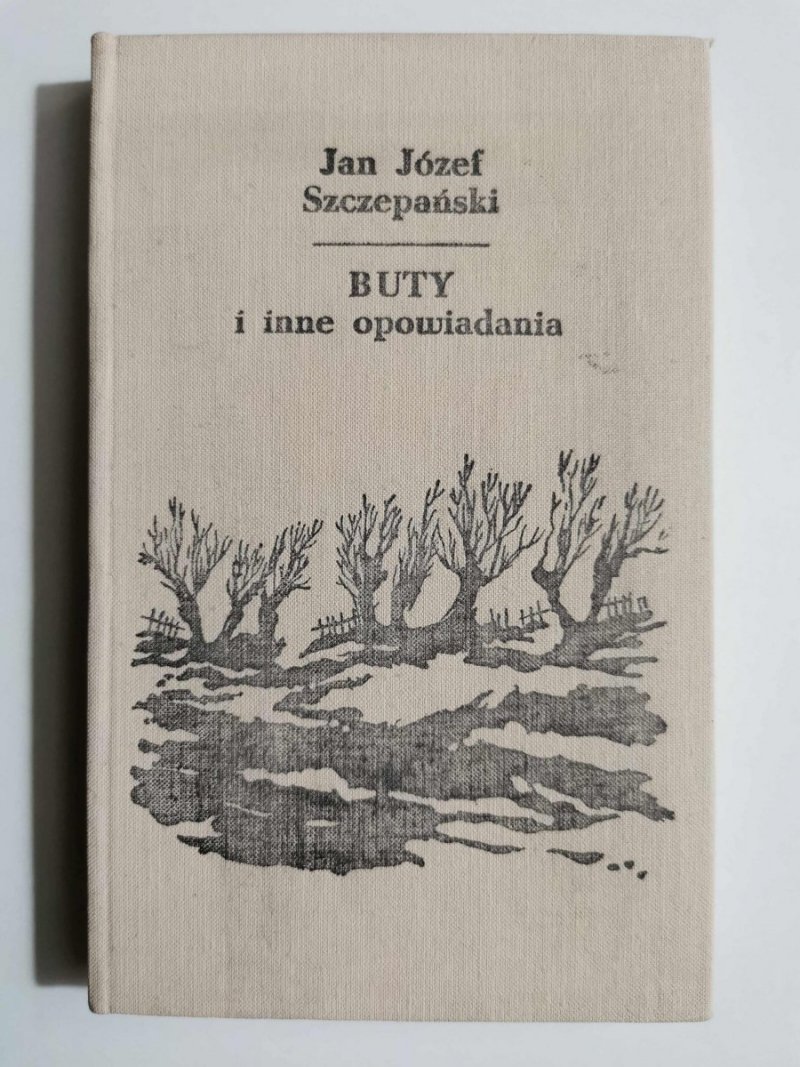 Jan Józef
Szczepański
BUTY
i inne opowiadania